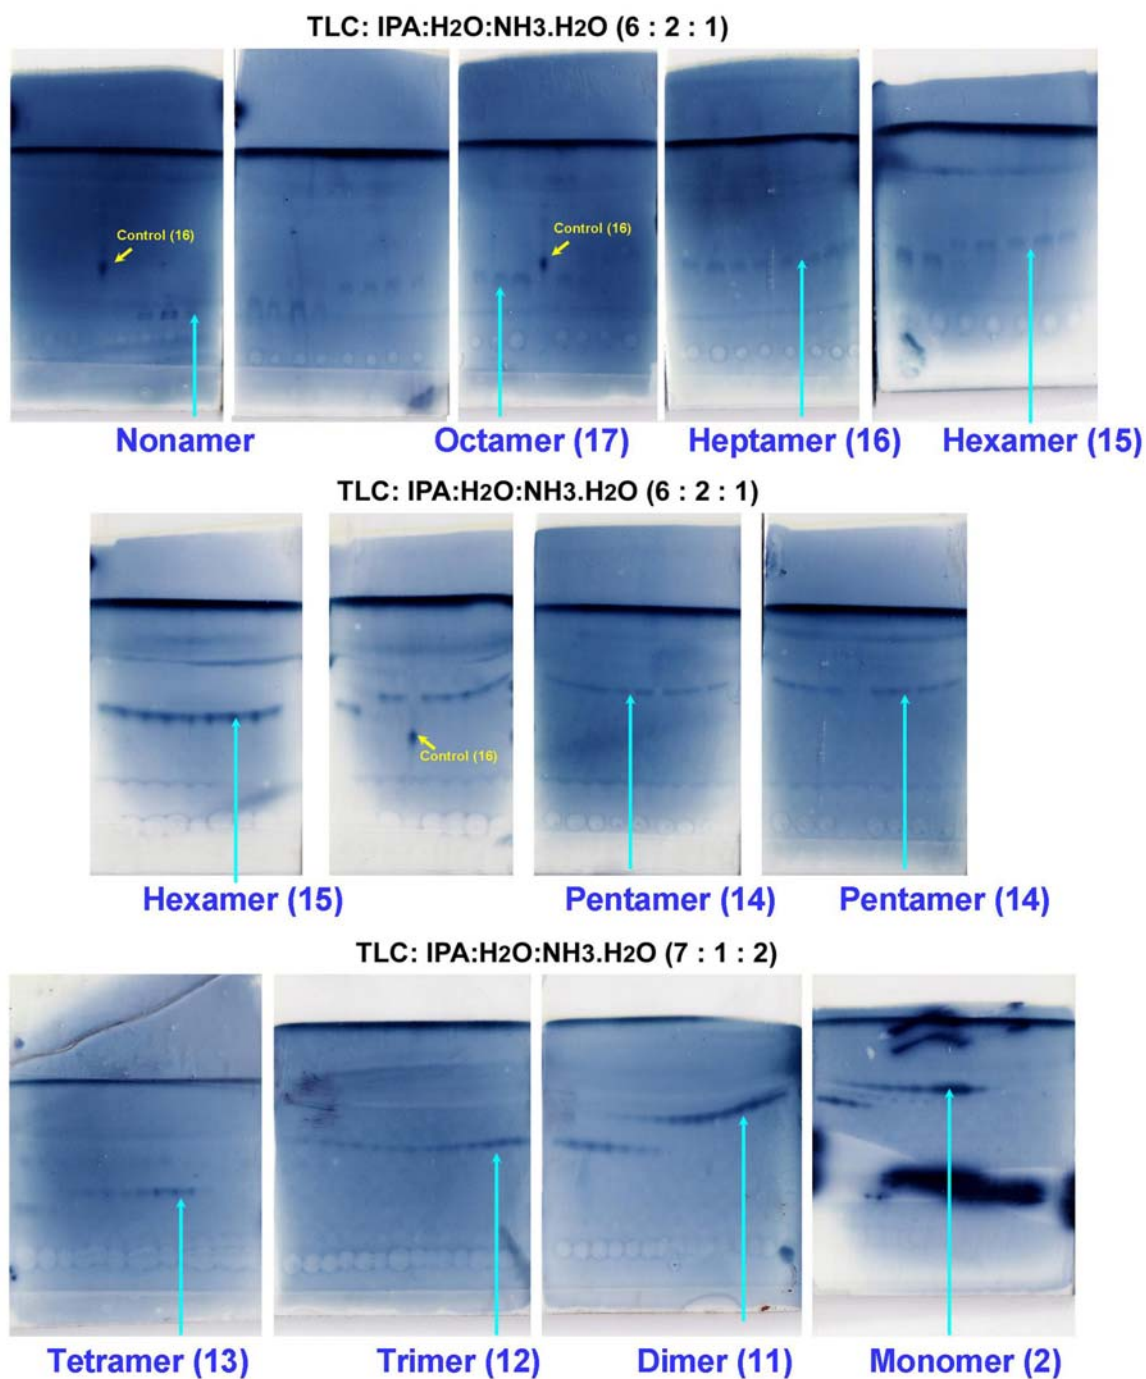 TLC: IPA:H2O:NH3.H2O (6 : 2 : 1)
Control (16)
Control (16)
Nonamer
Octamer (17)
Heptamer (16)
Hexamer (15)
TLC: IPA:H2O:NH3.H2O (6 : 2 : 1)
Control (16)
Hexamer (15)
Pentamer (14)
Pentamer (14)
TLC: IPA:H2O:NH3.H2O (7 : 1 : 2)
Tetramer (13)
Trimer (12)
Dimer (11)
Monomer (2)